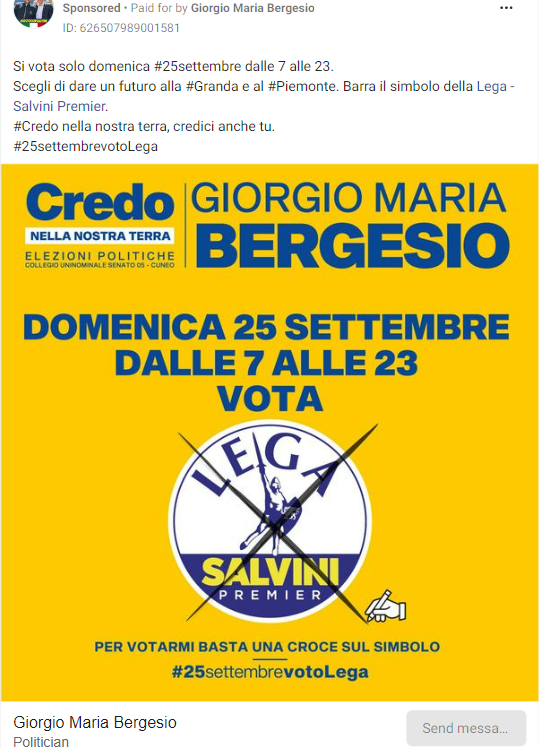 Sponsored • Paid for by Giorgio Maria Bergesio
ID: 626507989001581
Si vota solo domenica #25settembre dalle 7 alle 23.
Scegli di dare un futuro alla #Granda e al #Piemonte. Barra il simbolo della Lega -
Salvini Premier.
#Credo nella nostra terra, credici anche tu.
#25settembrevotoLega
Credo
NELLA NOSTRA TERRA
ELEZIONI POLITICHE
COLLEGIO UNINOMINALE SENATO 05 - CUNEO
GIORGIO MARIA
BERGESIO
DOMENICA 25 SETTEMBRE
DALLE 7 ALLE 23
VOTA
LEGA
SALVINI
PREMIER
PER VOTARMI BASTA UNA CROCE SUL SIMBOLO
#25settembrevotoLega
Giorgio Maria Bergesio
Politician
Send messa...